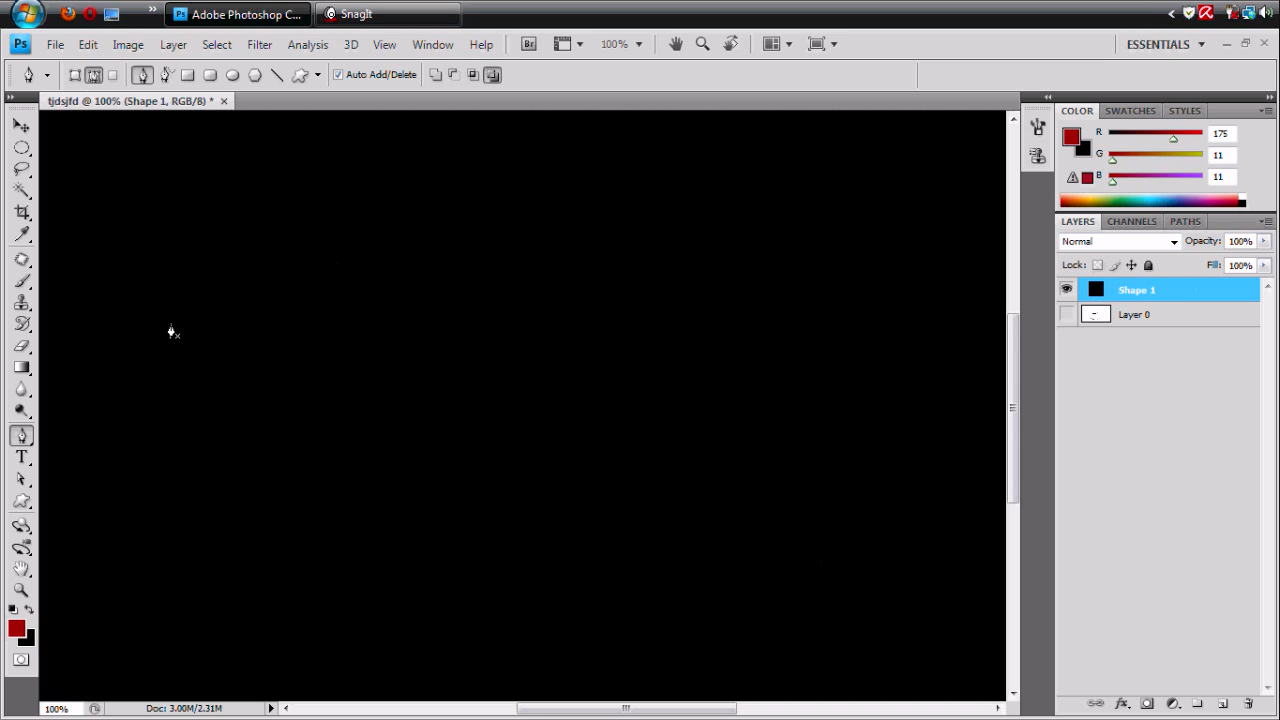 Adobe Photoshop C... SnagIt
Ps File Edit Image Layer Select Filter Analysis 3D View Window Help Br 100% ESSENTIALS
Auto Add/Delete
tjdsjfd @ 100% (Shape 1, RGB/8) *
COLOR SWATCHES STYLES
R 175
G 11
B 11
LAYERS CHANNELS PATHS
Normal Opacity: 100%
Lock: Fill: 100%
Shape 1
Layer 0
T
fx
100% Doc: 3.00M/2.31M